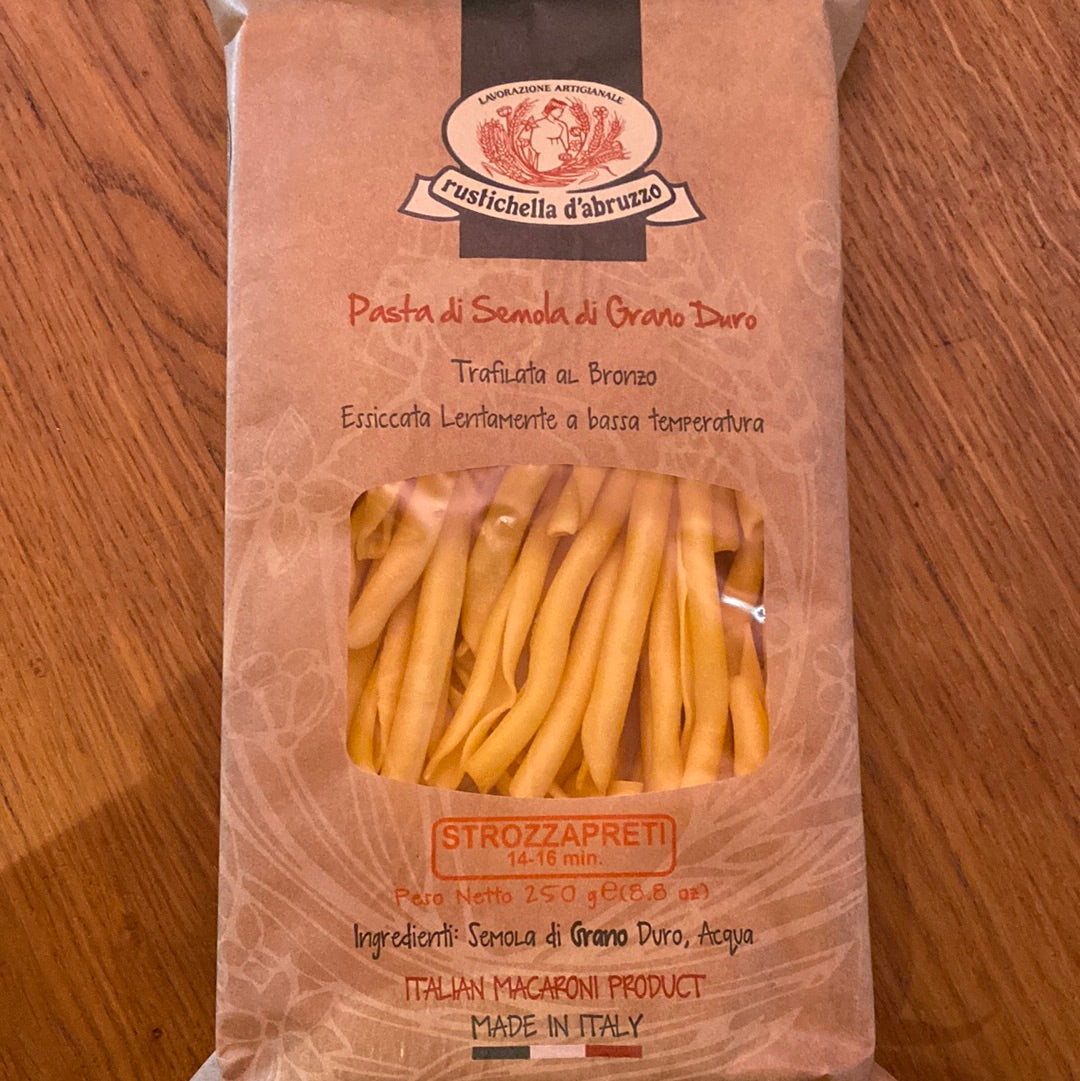 LAVORAZIONE ARTIGIANALE
rustichella d'abruzzo
Pasta di Semola di Grano Duro
Trafilata al Bronzo
Essiccata Lentamente a bassa temperatura
STROZZAPRETI
14-16 min.
Peso Netto 250 g e (8.8 oz)
Ingredienti: Semola di Grano Duro, Acqua
ITALIAN MACARONI PRODUCT
MADE IN ITALY